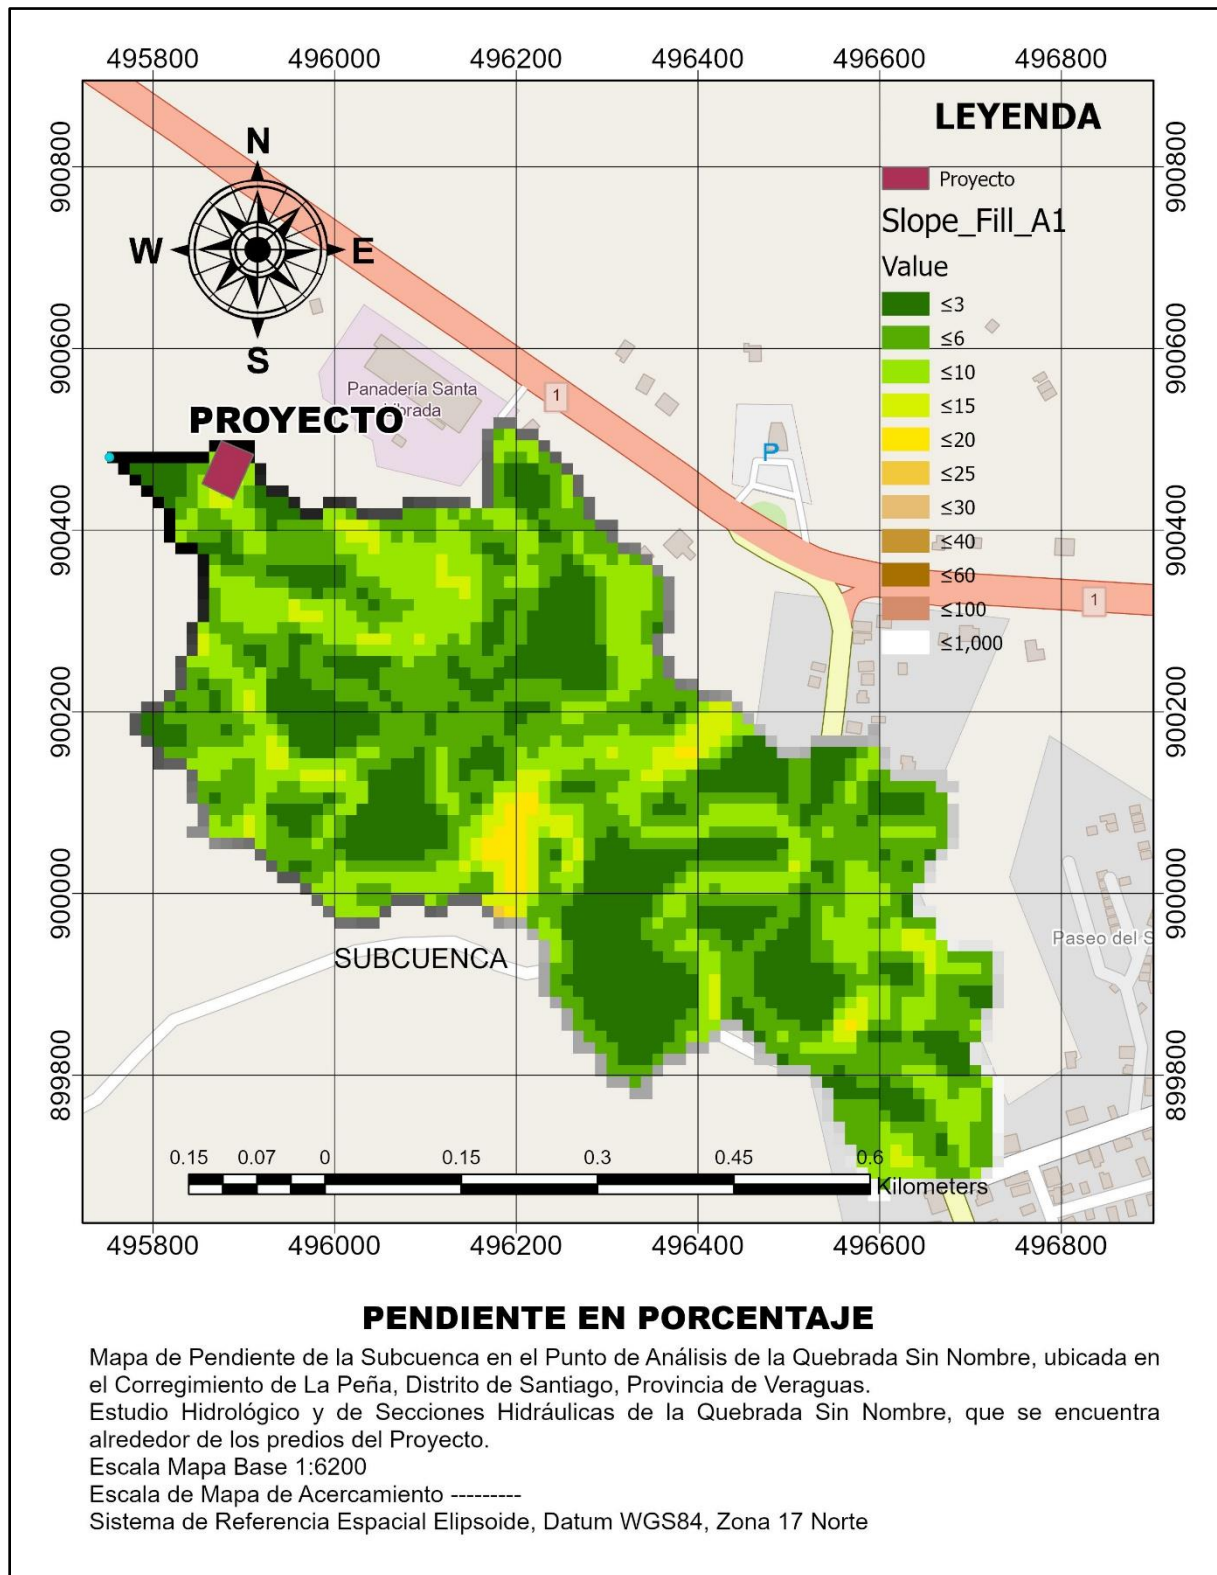 495800 496000 496200 496400 496600 496800
LEYENDA
N
W E
S
900800 900800
Proyecto
Slope_Fill_A1
Value
≤3
≤6
≤10
≤15
≤20
≤25
≤30
≤40
≤60
≤100
≤1,000
900600 900600
Panadería Santa
Librada
1
P
PROYECTO
900400 900400
1
900200 900200
900000 900000
Paseo del S
SUBCUENCA
899800 899800
0.15 0.07 0 0.15 0.3 0.45 0.6
Kilometers
495800 496000 496200 496400 496600 496800
PENDIENTE EN PORCENTAJE
Mapa de Pendiente de la Subcuenca en el Punto de Análisis de la Quebrada Sin Nombre, ubicada en
el Corregimiento de La Peña, Distrito de Santiago, Provincia de Veraguas.
Estudio Hidrológico y de Secciones Hidráulicas de la Quebrada Sin Nombre, que se encuentra
alrededor de los predios del Proyecto.
Escala Mapa Base 1:6200
Escala de Mapa de Acercamiento ---------
Sistema de Referencia Espacial Elipsoide, Datum WGS84, Zona 17 Norte